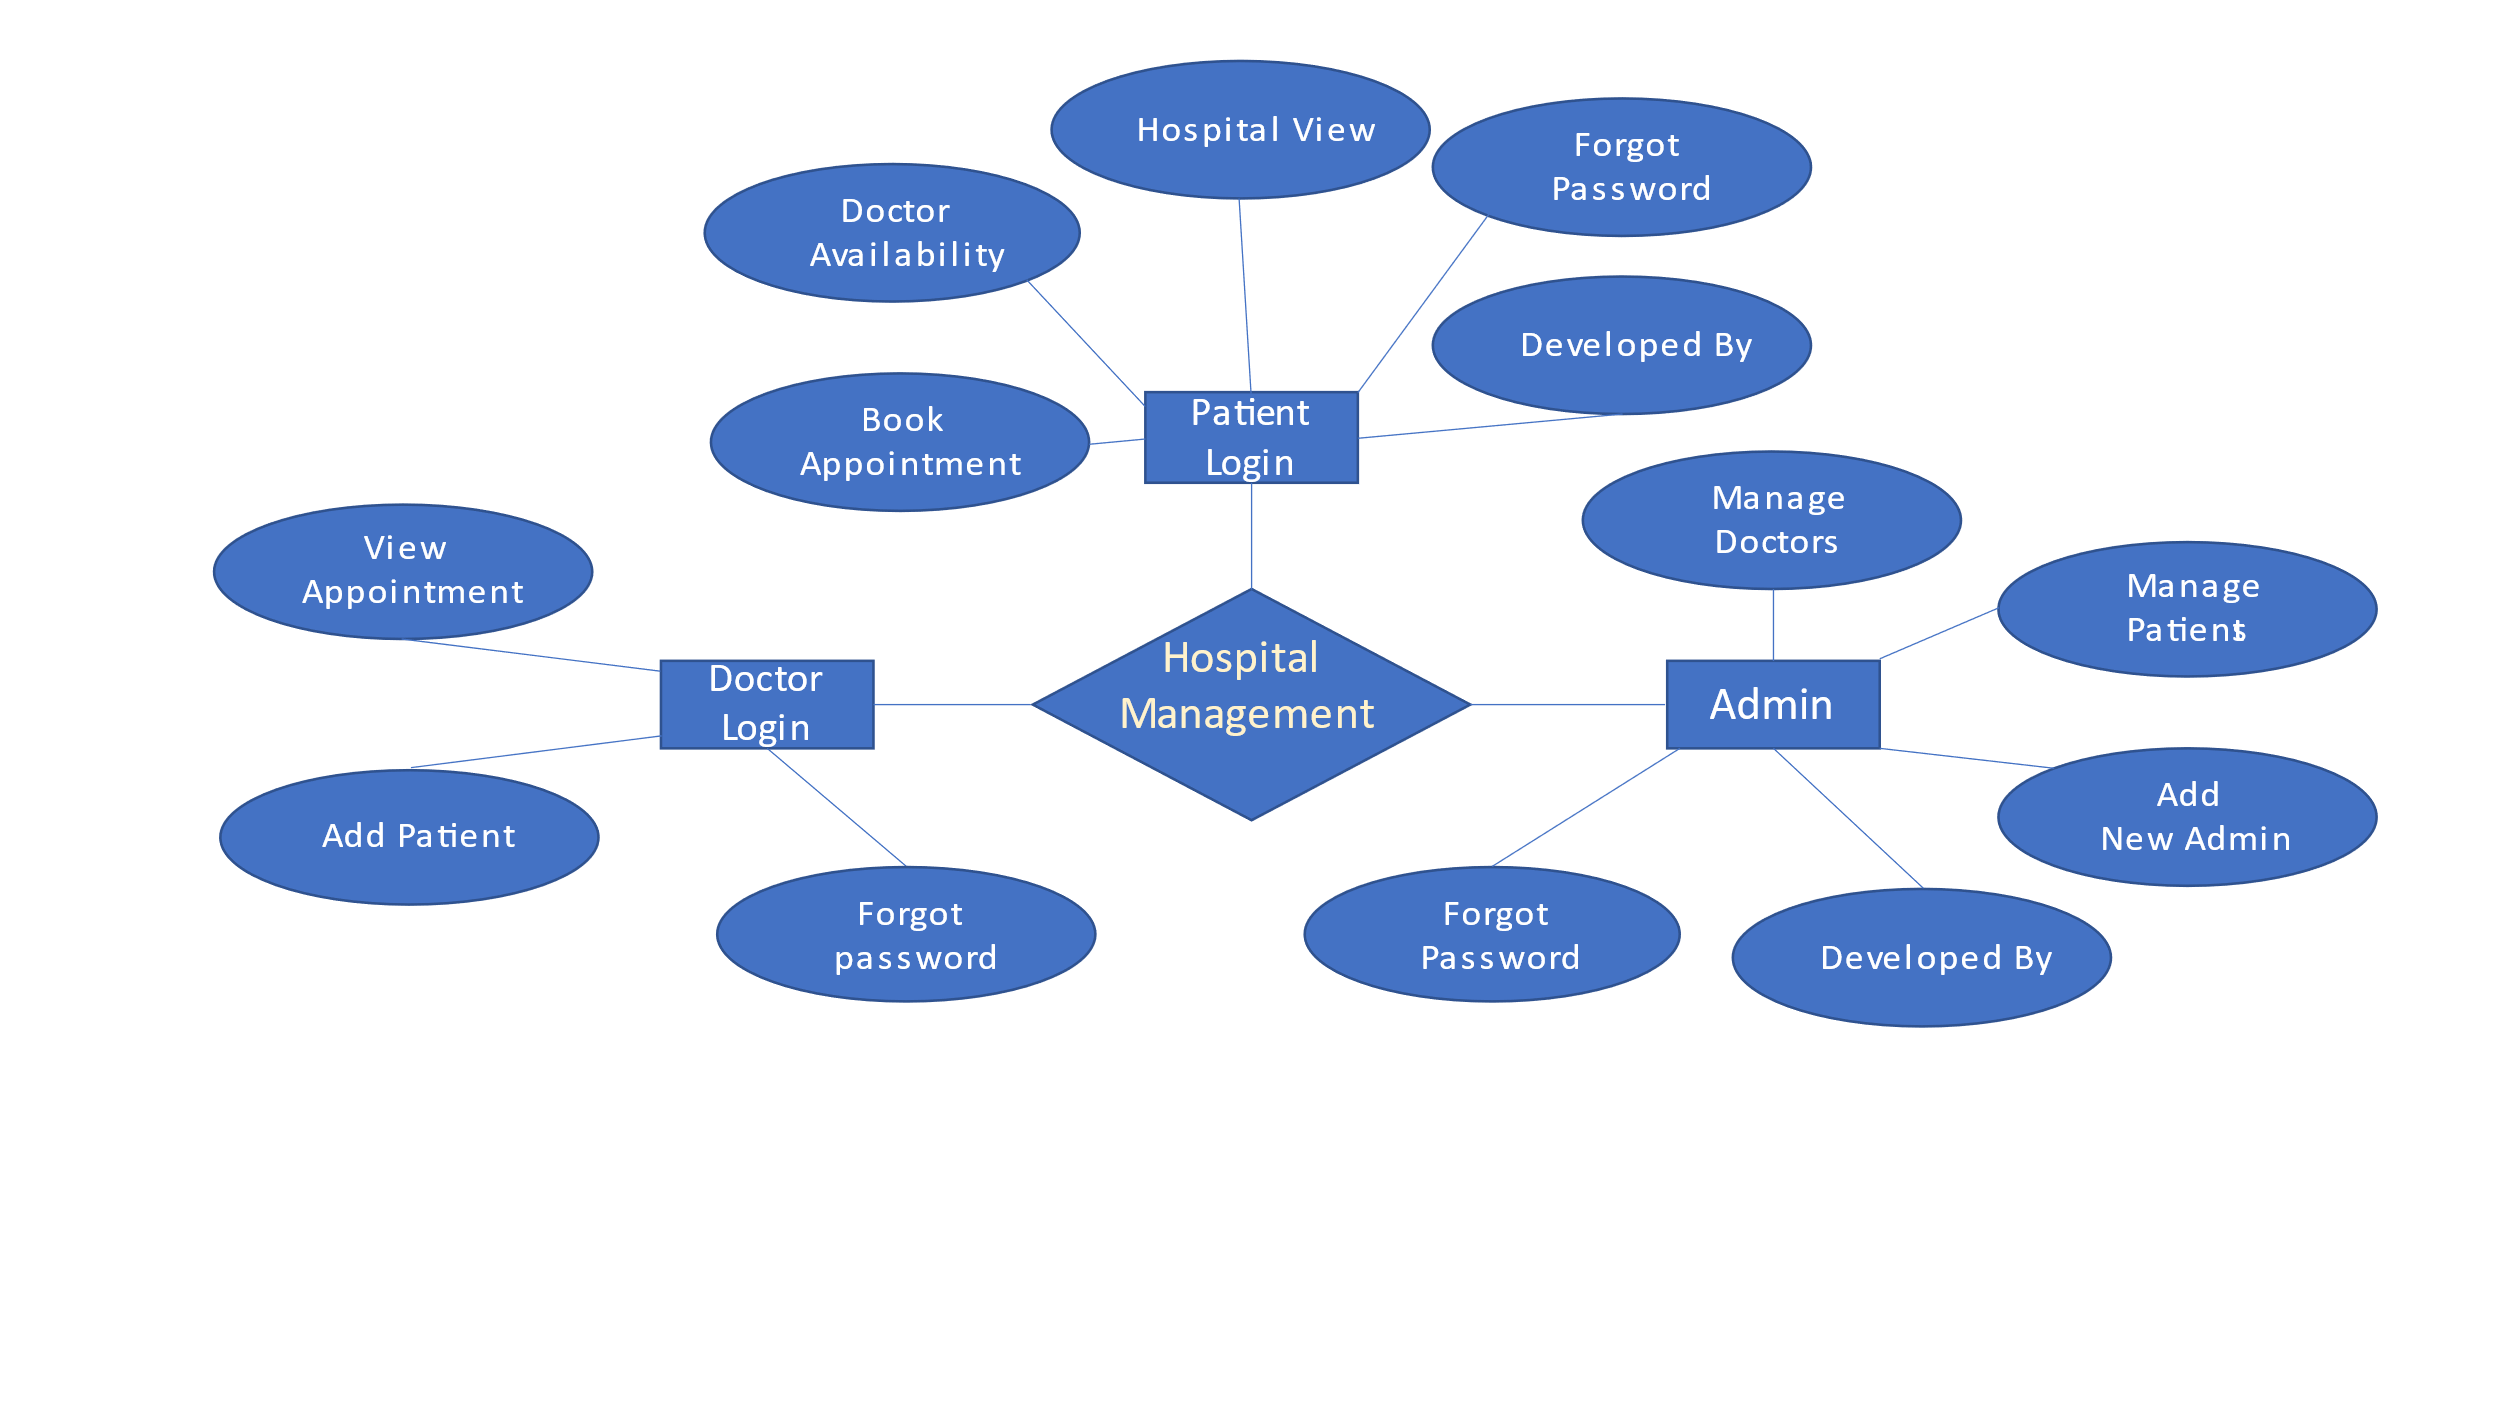 Hospital View
Forgot
Password
Doctor
Availability
Developed By
Book
Appointment
Patient
Login
Manage
Doctors
View
Appointment
Manage
Patients
Hospital
Management
Doctor
Login
Admin
Add Patient
Add
New Admin
Forgot
password
Forgot
Password
Developed By